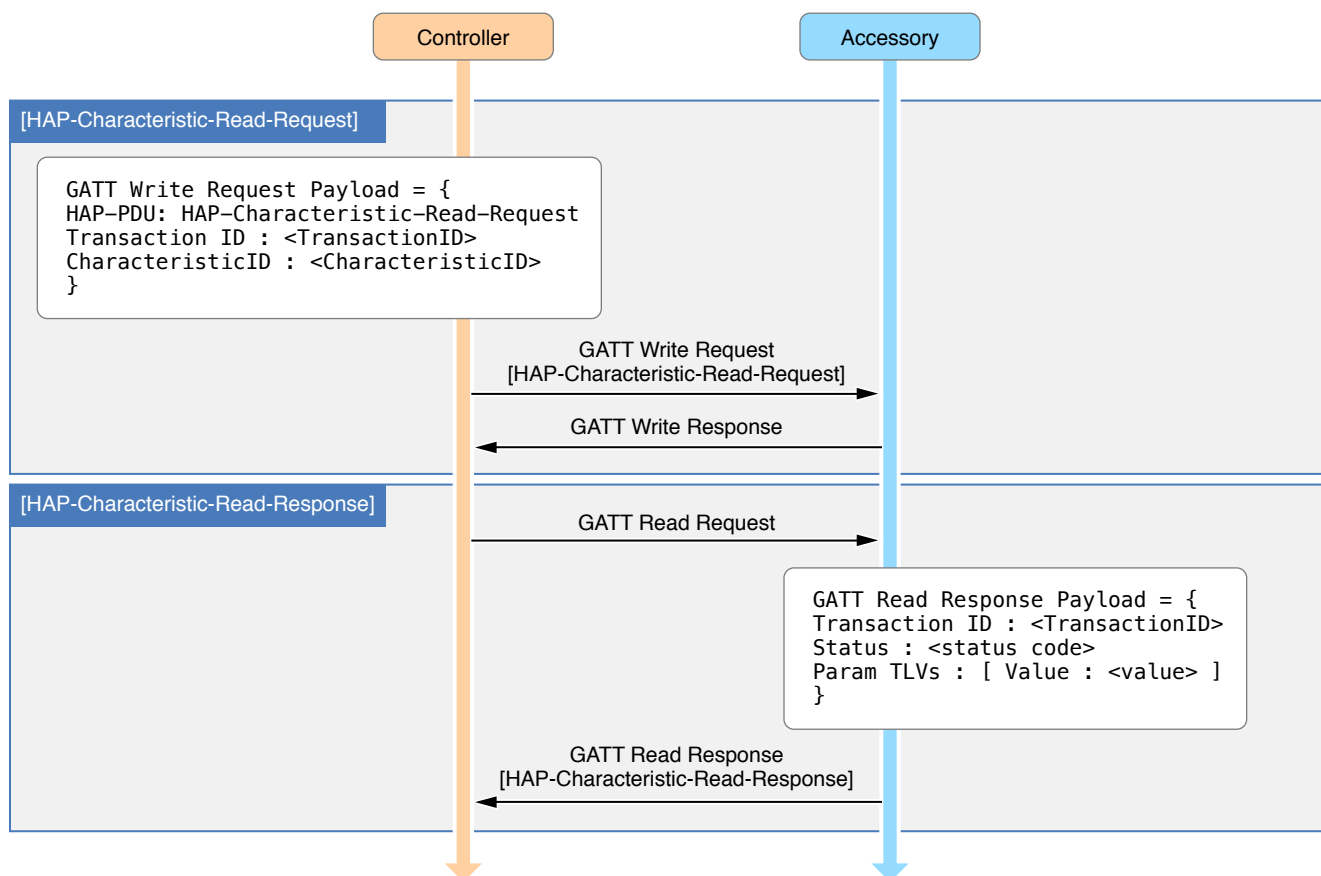 Controller
Accessory
[HAP-Characteristic-Read-Request]
GATT Write Request Payload = {
HAP-PDU: HAP-Characteristic-Read-Request
Transaction ID : <TransactionID>
CharacteristicID : <CharacteristicID>
}
GATT Write Request
[HAP-Characteristic-Read-Request]
GATT Write Response
[HAP-Characteristic-Read-Response]
GATT Read Request
GATT Read Response Payload = {
Transaction ID : <TransactionID>
Status : <status code>
Param TLVs : [ Value : <value> ]
}
GATT Read Response
[HAP-Characteristic-Read-Response]